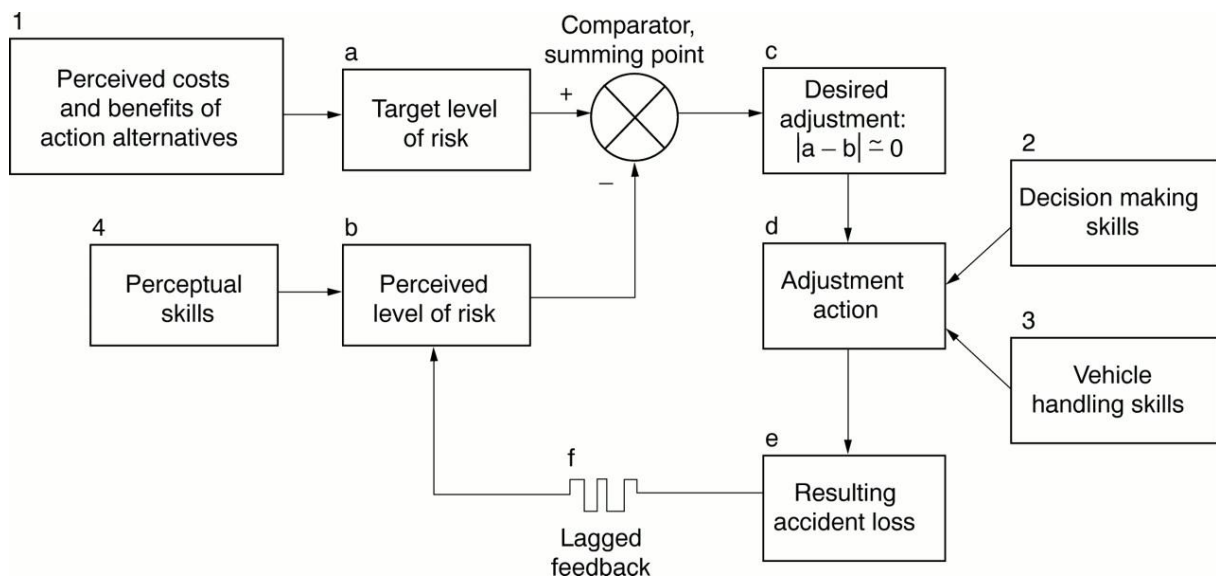 1
Perceived costs
and benefits of
action alternatives
a
Target level
of risk
+
Comparator,
summing point
−
c
Desired
adjustment:
|a − b| ≃ 0
2
Decision making
skills
4
Perceptual
skills
b
Perceived
level of risk
d
Adjustment
action
3
Vehicle
handling skills
e
Resulting
accident loss
f
Lagged
feedback